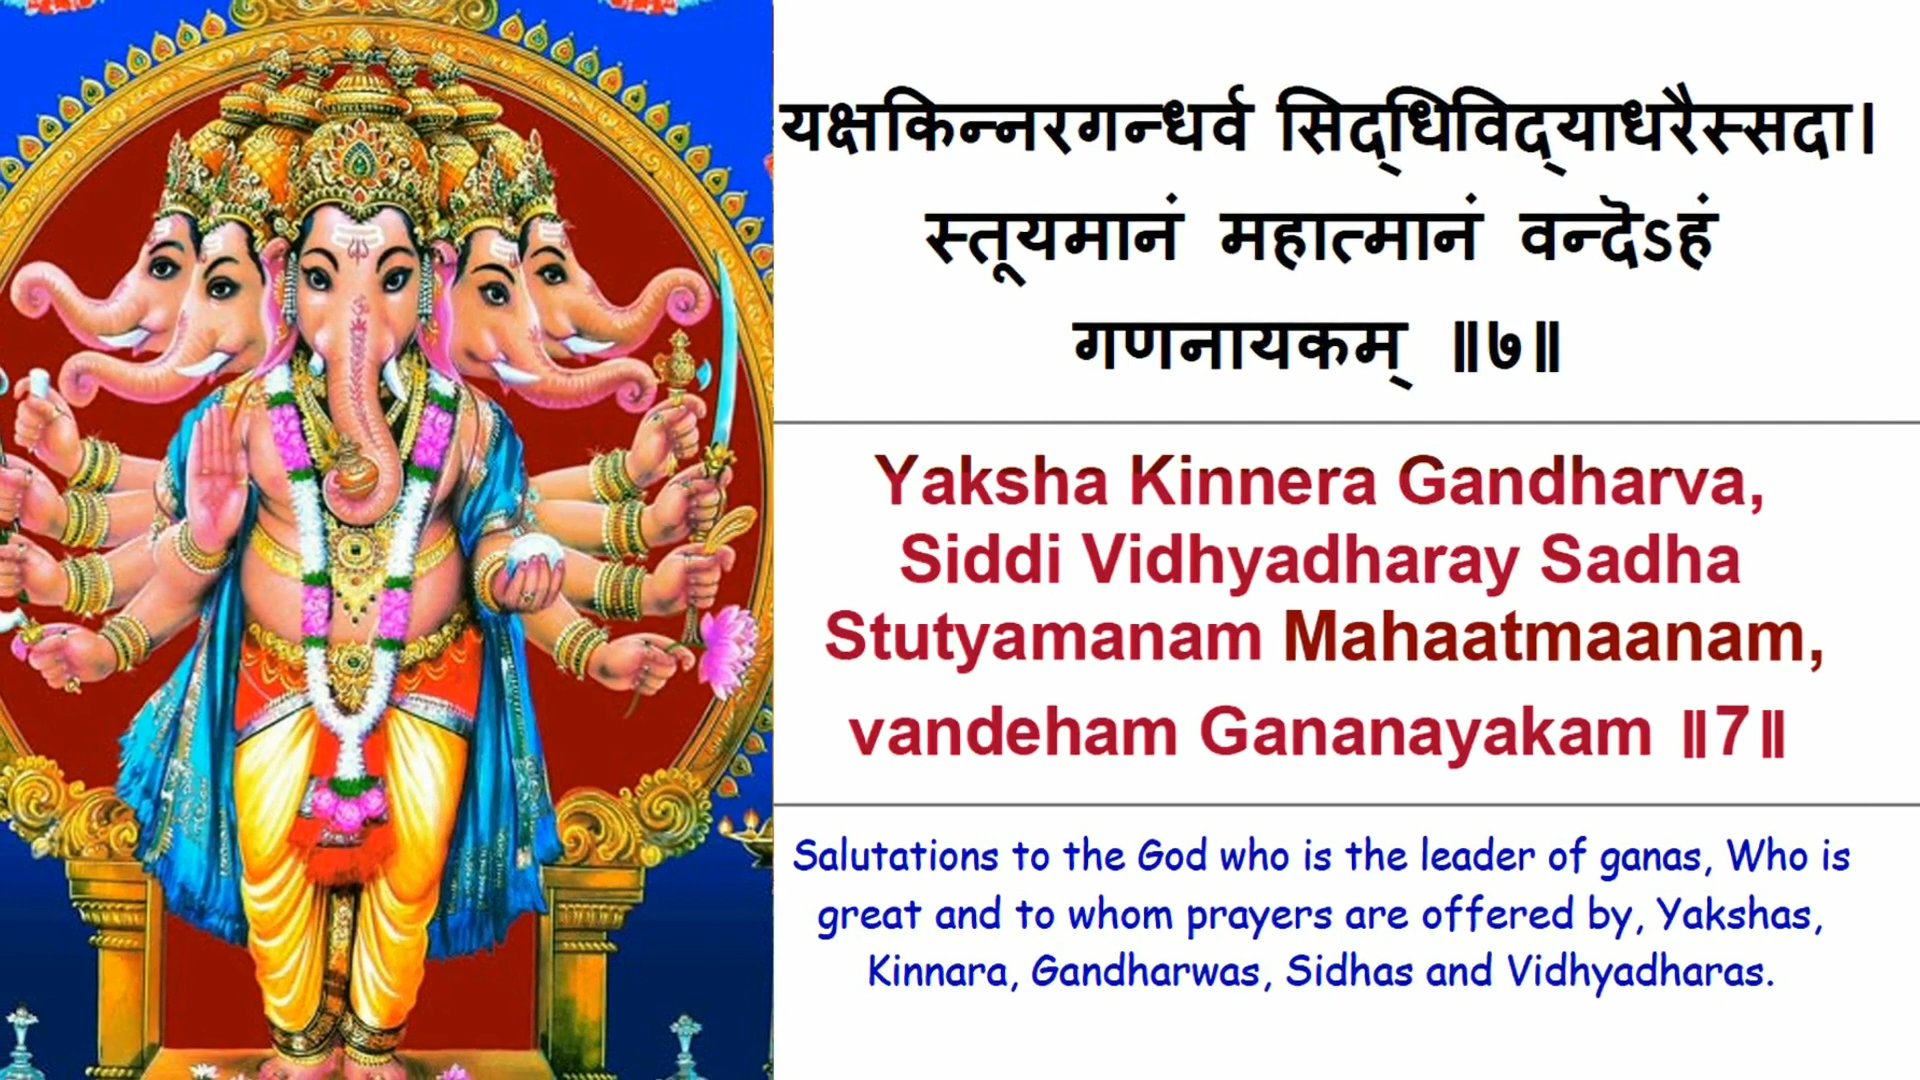 यक्षकिन्नरगन्धर्व सिद्‌धिविद्‌याधरैस्सदा।
स्तूयमानं महात्मानं वन्दॆऽहं
गणनायकम् ॥७॥
Yaksha Kinnera Gandharva,
Siddi Vidhyadharay Sadha
Stutyamanam Mahaatmaanam,
vandeham Gananayakam ॥7॥
Salutations to the God who is the leader of ganas, Who is
great and to whom prayers are offered by, Yakshas,
Kinnara, Gandharwas, Sidhas and Vidhyadharas.